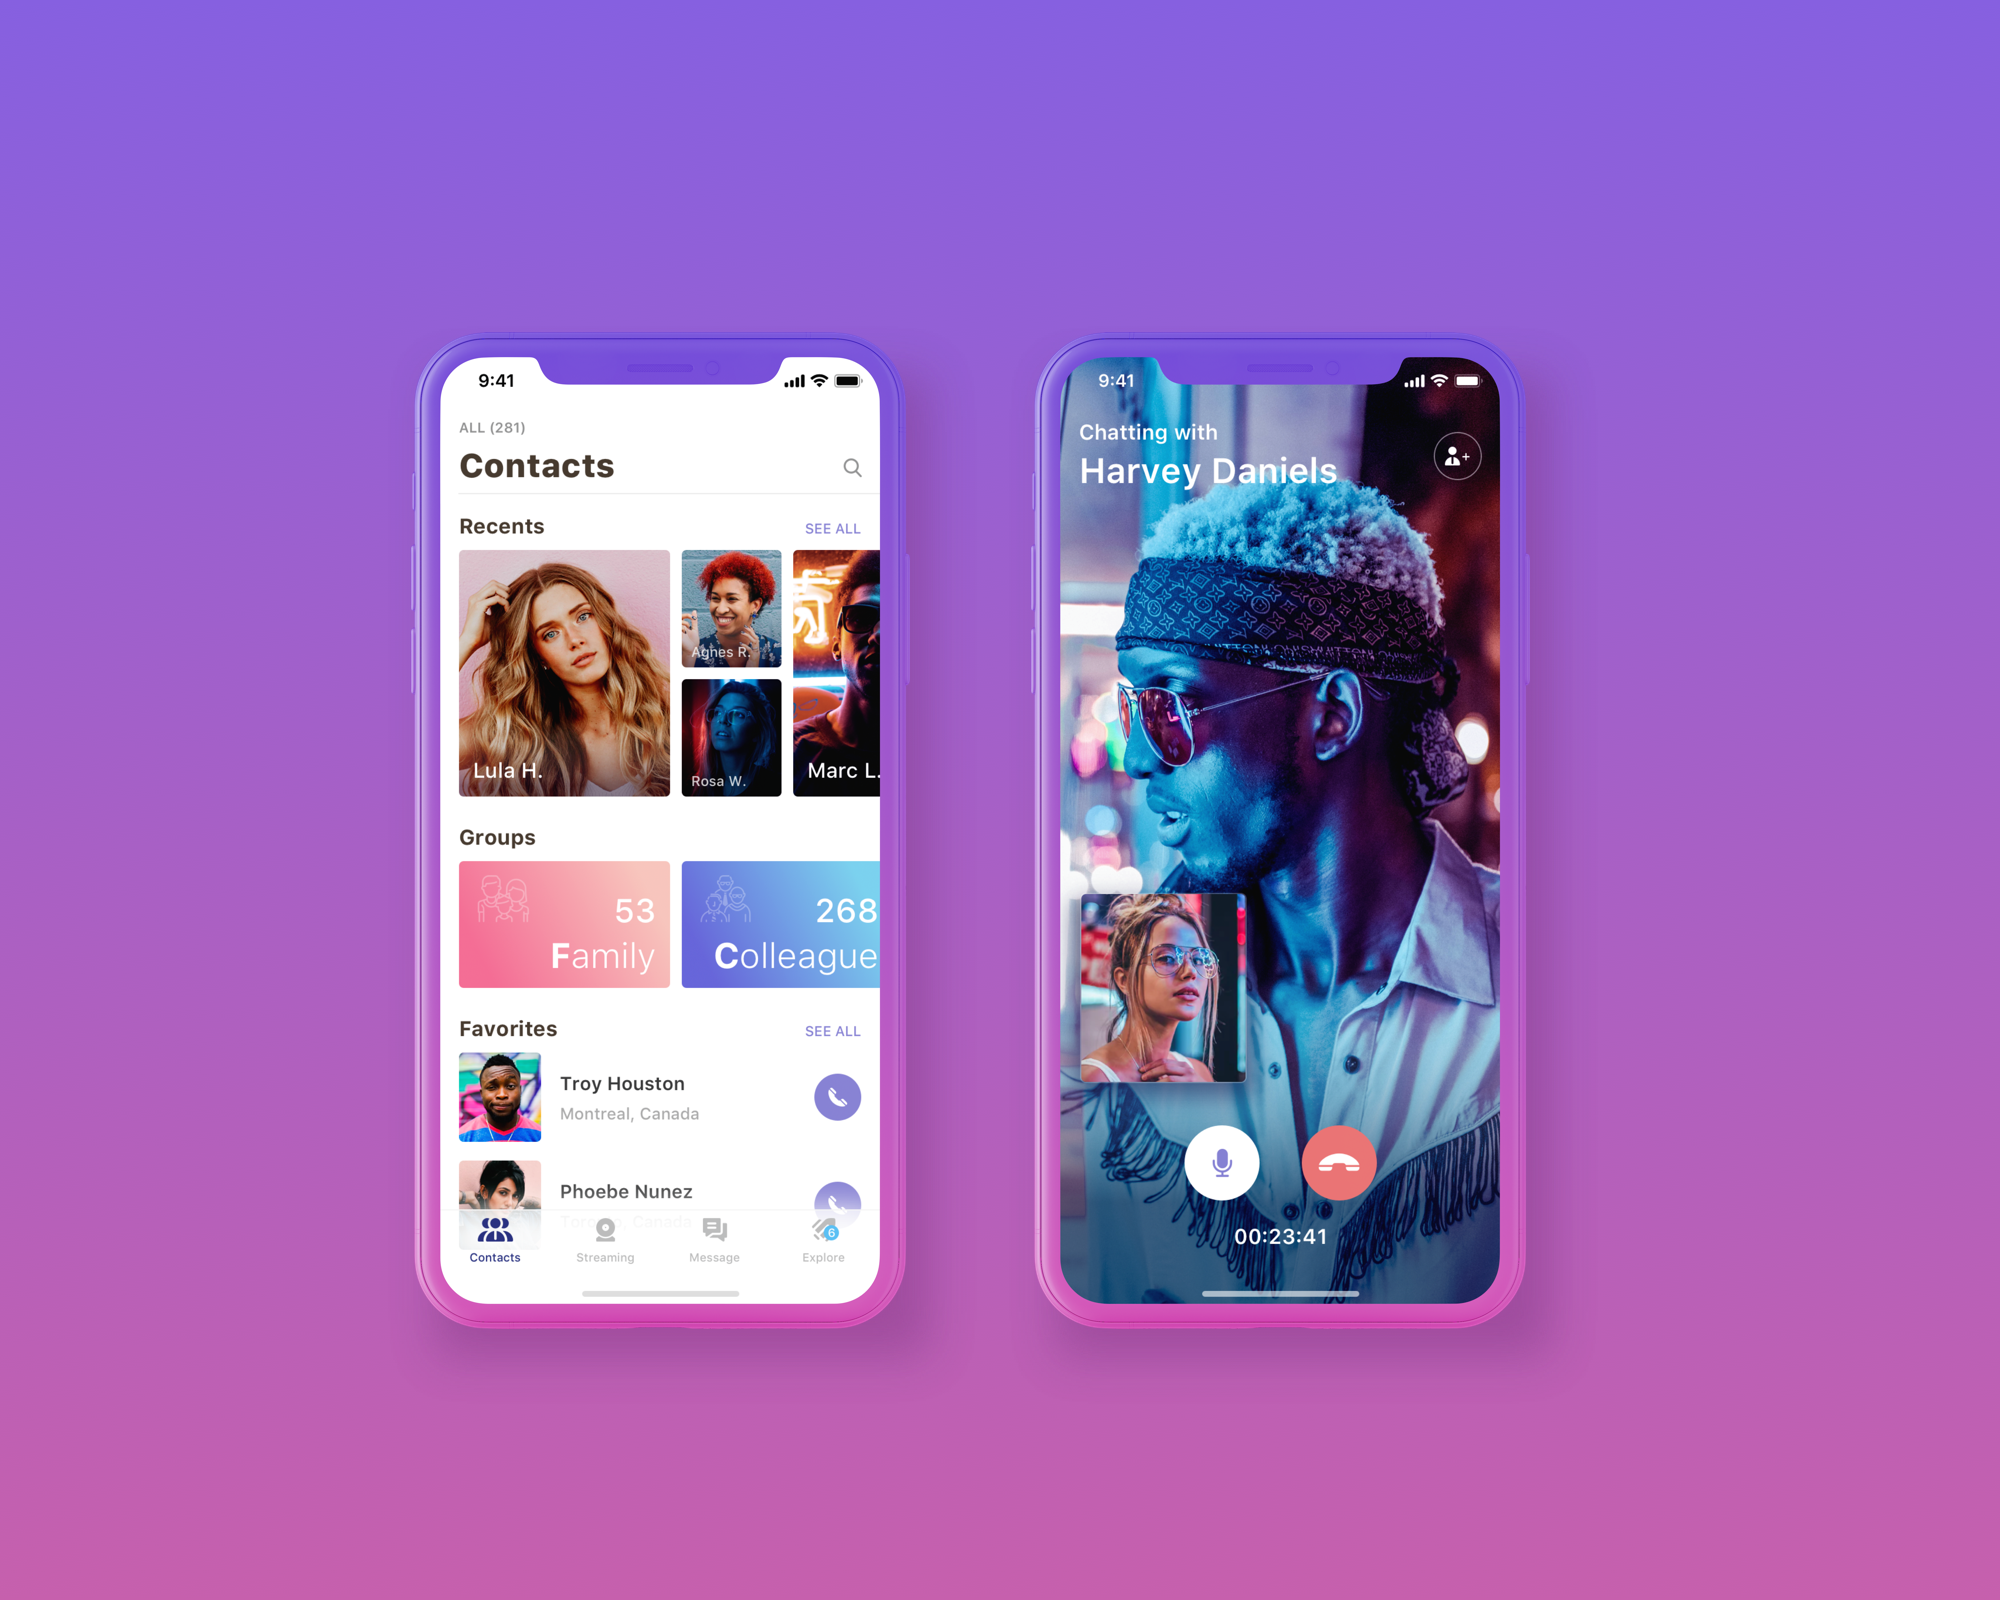 9:41
ALL (281)
Contacts
Recents
SEE ALL
Lula H.
Agnes R.
Rosa W.
Marc L.
Groups
53
Family
268
Colleague
Favorites
SEE ALL
Troy Houston
Montreal, Canada
Phoebe Nunez
Toronto, Canada
Contacts
Streaming
Message
6
Explore
9:41
Chatting with
Harvey Daniels
00:23:41